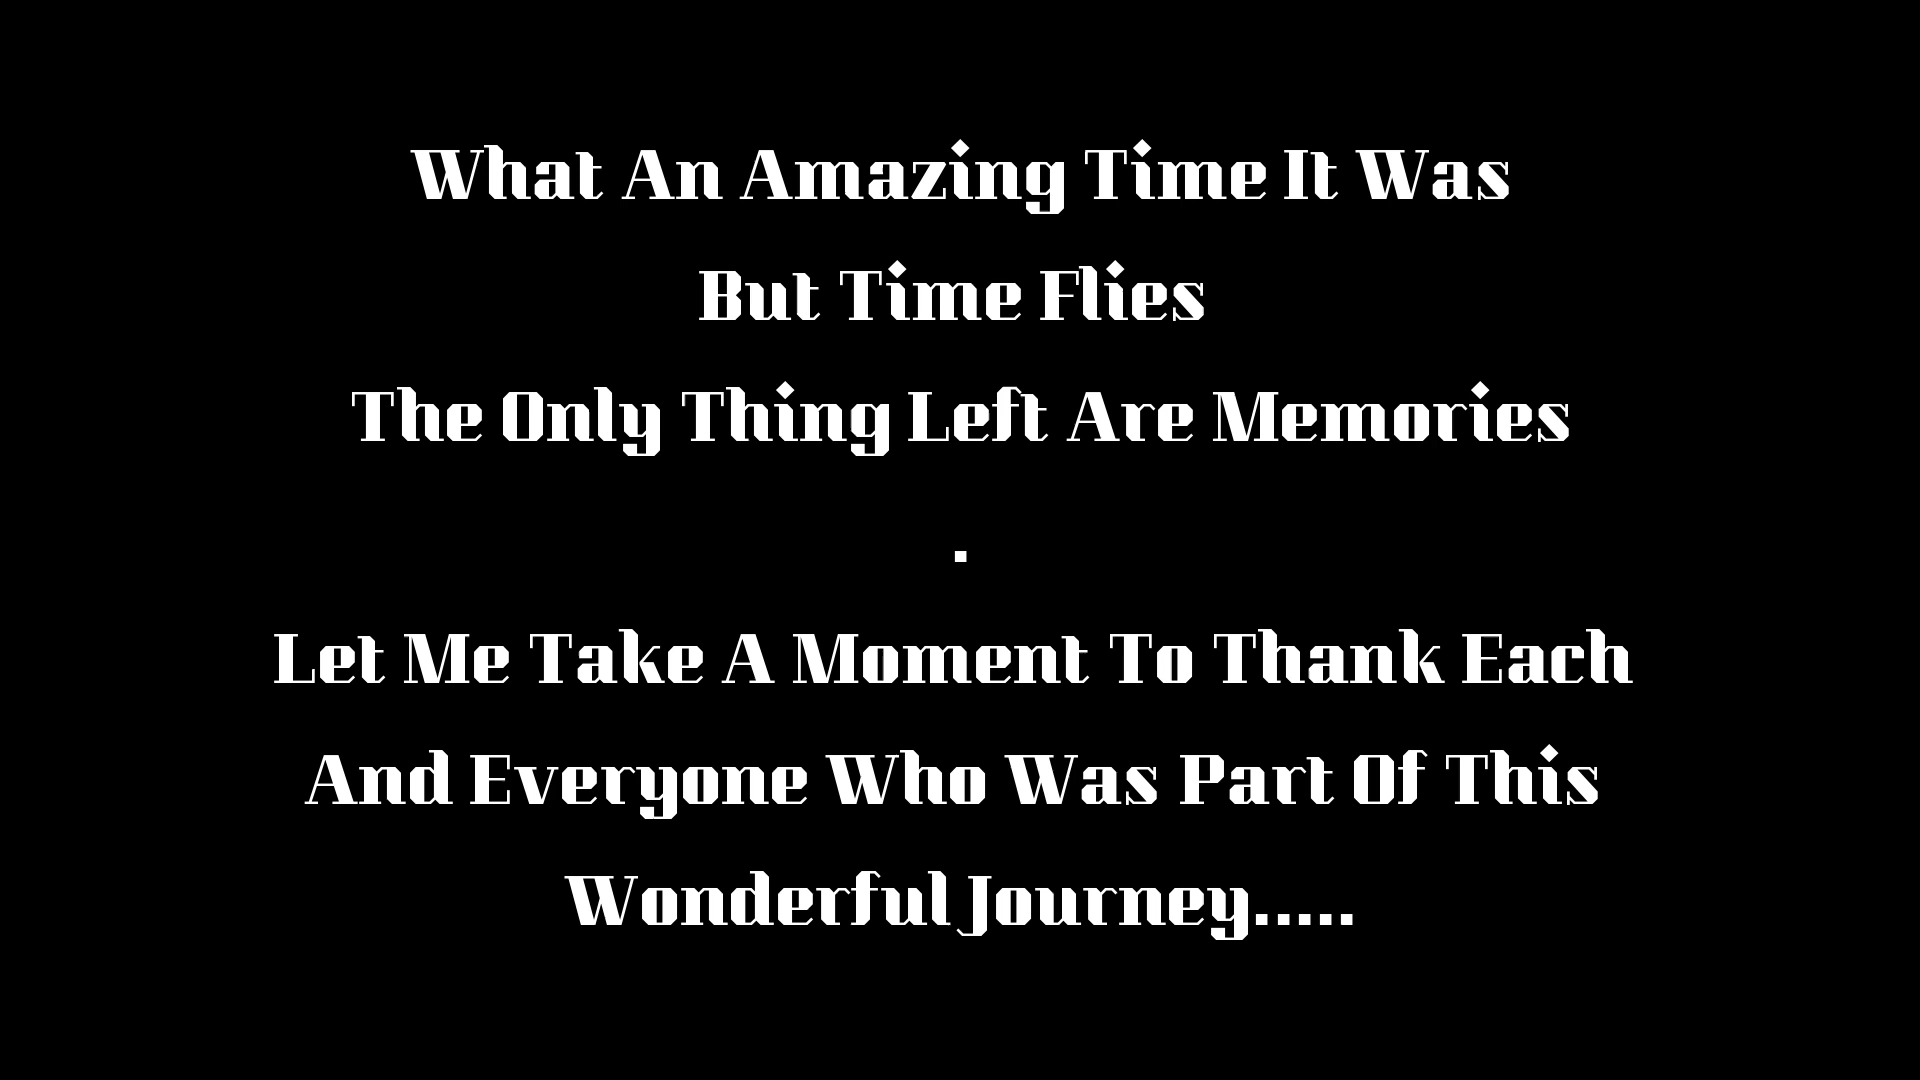 What An Amazing Time It Was
But Time Flies
The Only Thing Left Are Memories
.
Let Me Take A Moment To Thank Each
And Everyone Who Was Part Of This
Wonderful Journey.....